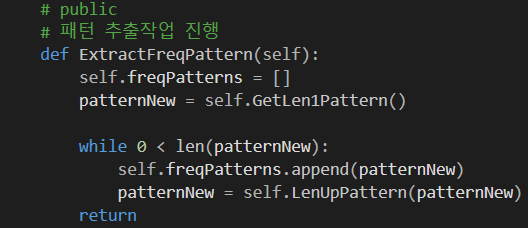 # public
# 패턴 추출작업 진행
def ExtractFreqPattern(self):
self.freqPatterns = []
patternNew = self.GetLen1Pattern()
while 0 < len(patternNew):
self.freqPatterns.append(patternNew)
patternNew = self.LenUpPattern(patternNew)
return